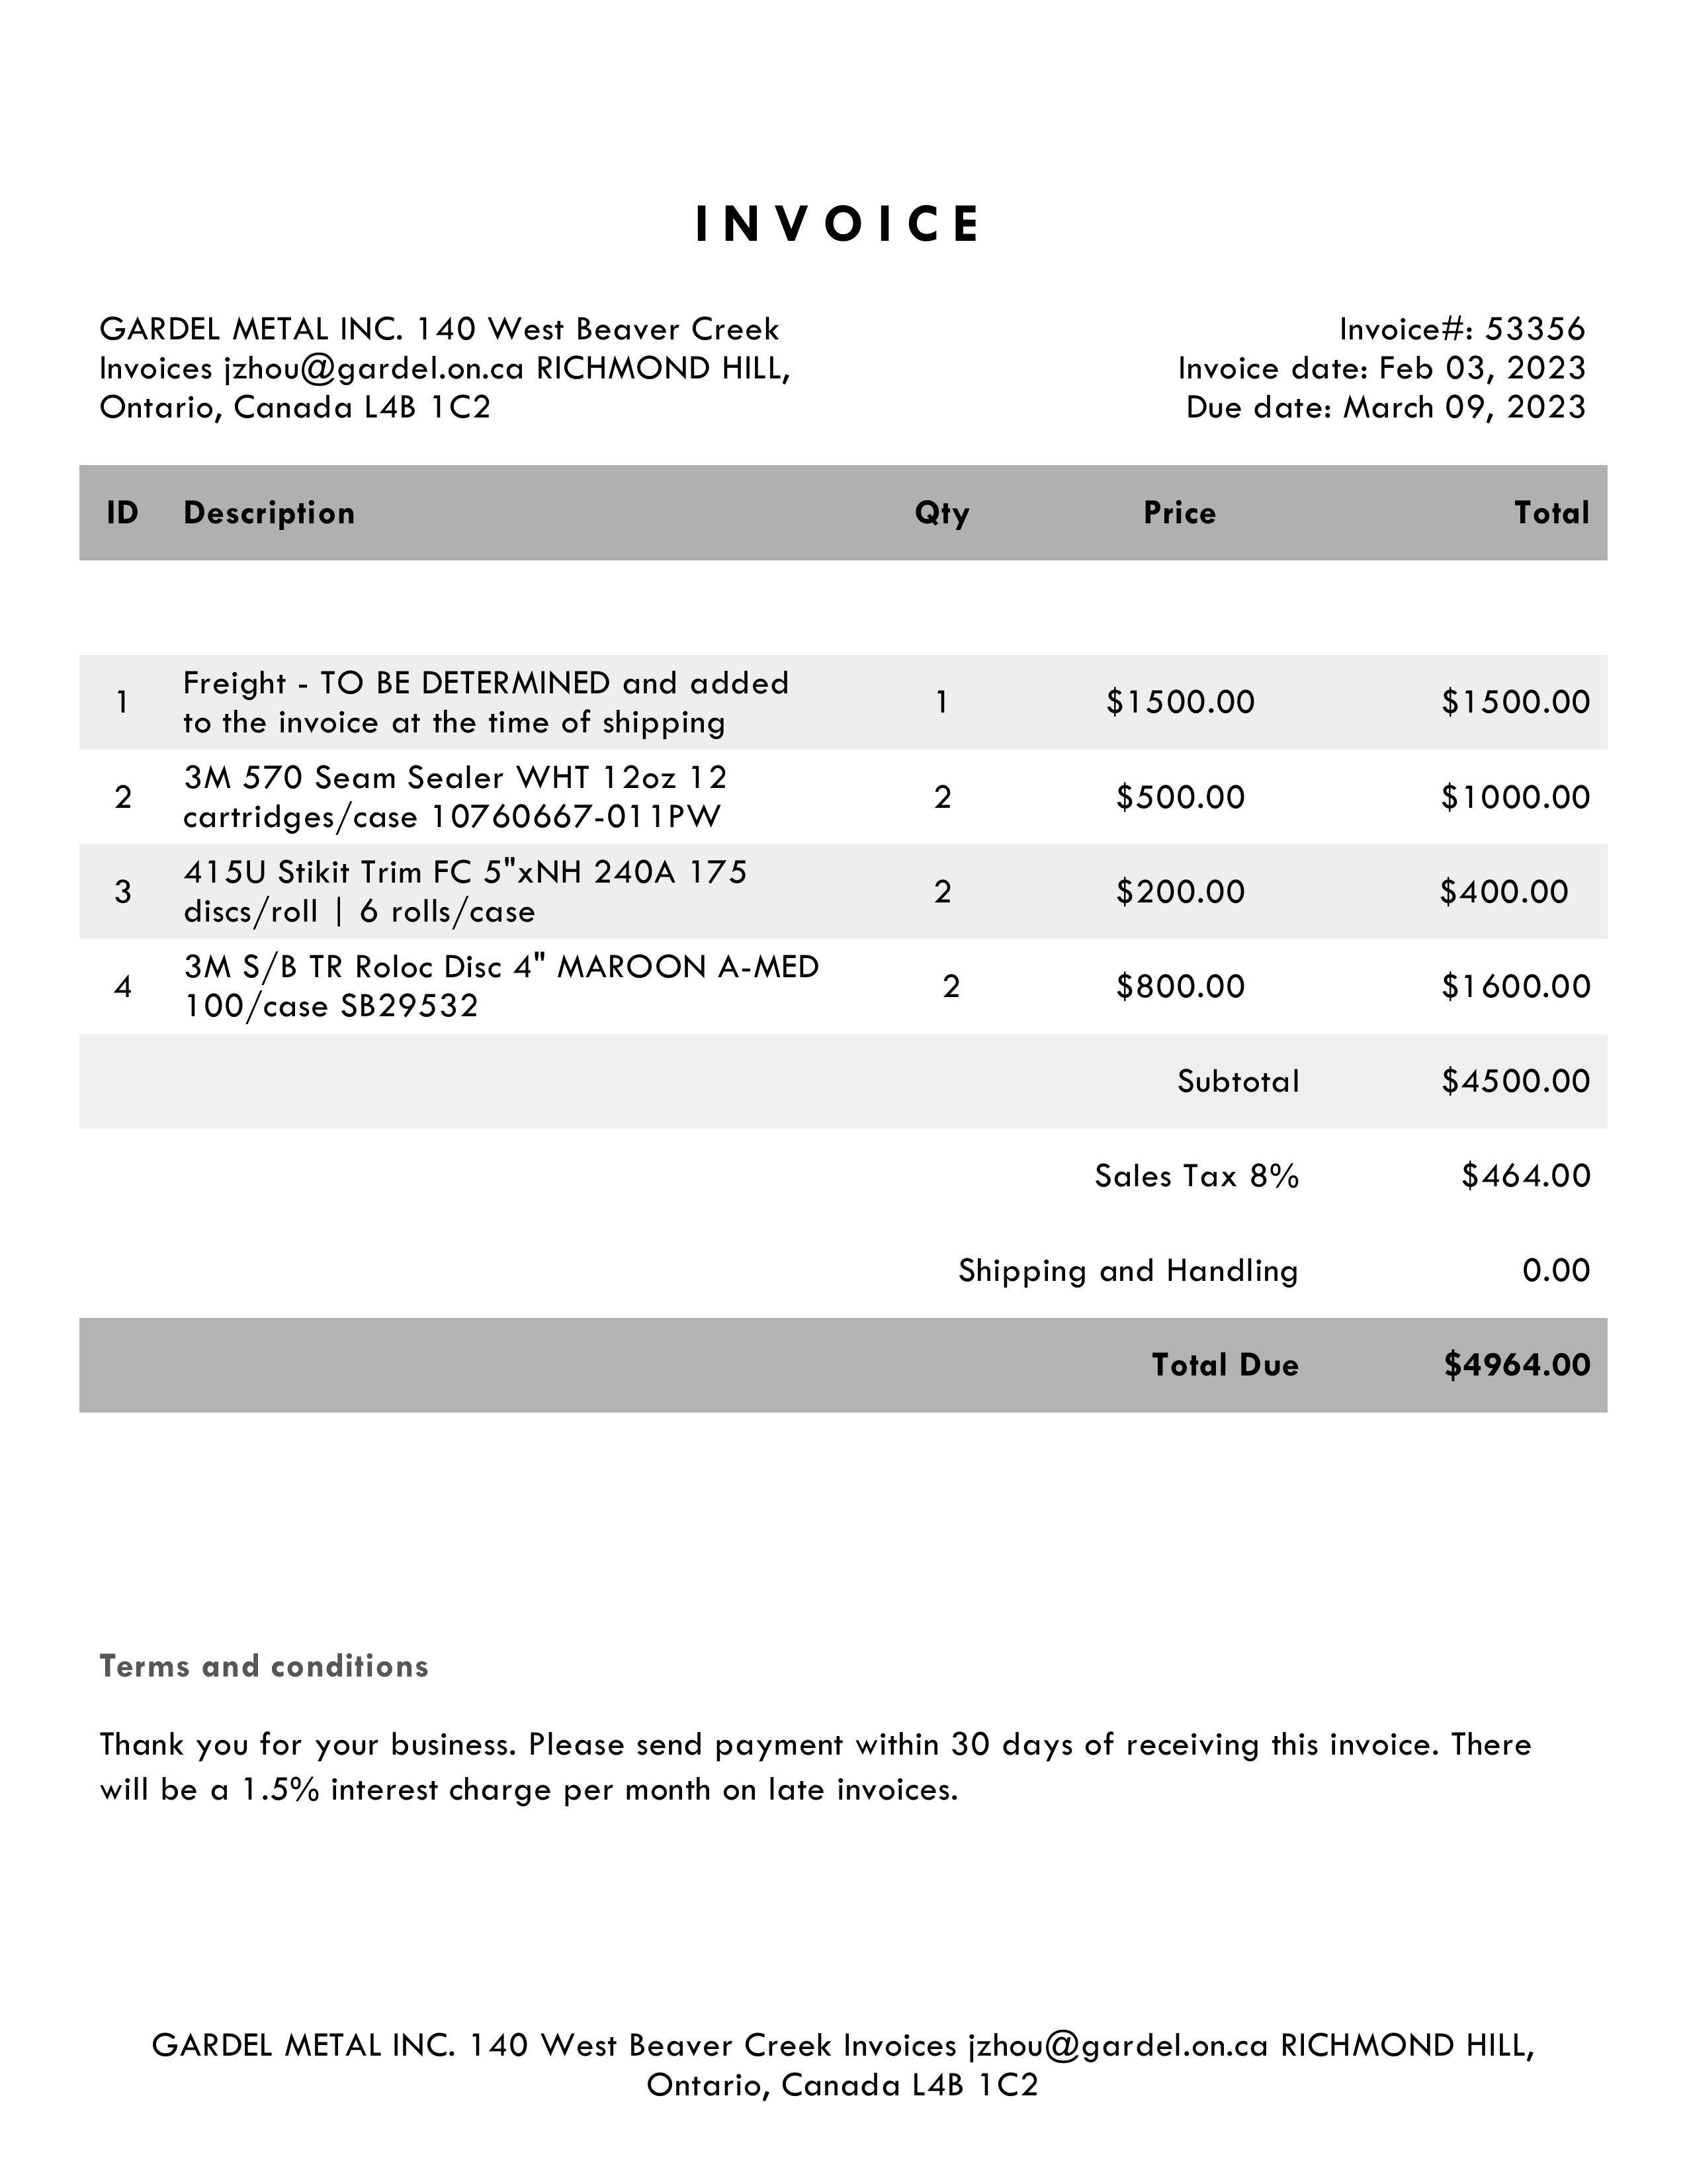 INVOICE
GARDEL METAL INC. 140 West Beaver Creek
Invoices jzhou@gardel.on.ca RICHMOND HILL,
Ontario, Canada L4B 1C2
Invoice#: 53356
Invoice date: Feb 03, 2023
Due date: March 09, 2023
ID Description Qty Price Total
1 Freight - TO BE DETERMINED and added
to the invoice at the time of shipping 1 $1500.00 $1500.00
2 3M 570 Seam Sealer WHT 12oz 12
cartridges/case 10760667-011PW 2 $500.00 $1000.00
3 415U Stikit Trim FC 5"xNH 240A 175
discs/roll | 6 rolls/case 2 $200.00 $400.00
4 3M S/B TR Roloc Disc 4" MAROON A-MED
100/case SB29532 2 $800.00 $1600.00
Subtotal $4500.00
Sales Tax 8% $464.00
Shipping and Handling 0.00
Total Due $4964.00
Terms and conditions
Thank you for your business. Please send payment within 30 days of receiving this invoice. There
will be a 1.5% interest charge per month on late invoices.
GARDEL METAL INC. 140 West Beaver Creek Invoices jzhou@gardel.on.ca RICHMOND HILL,
Ontario, Canada L4B 1C2